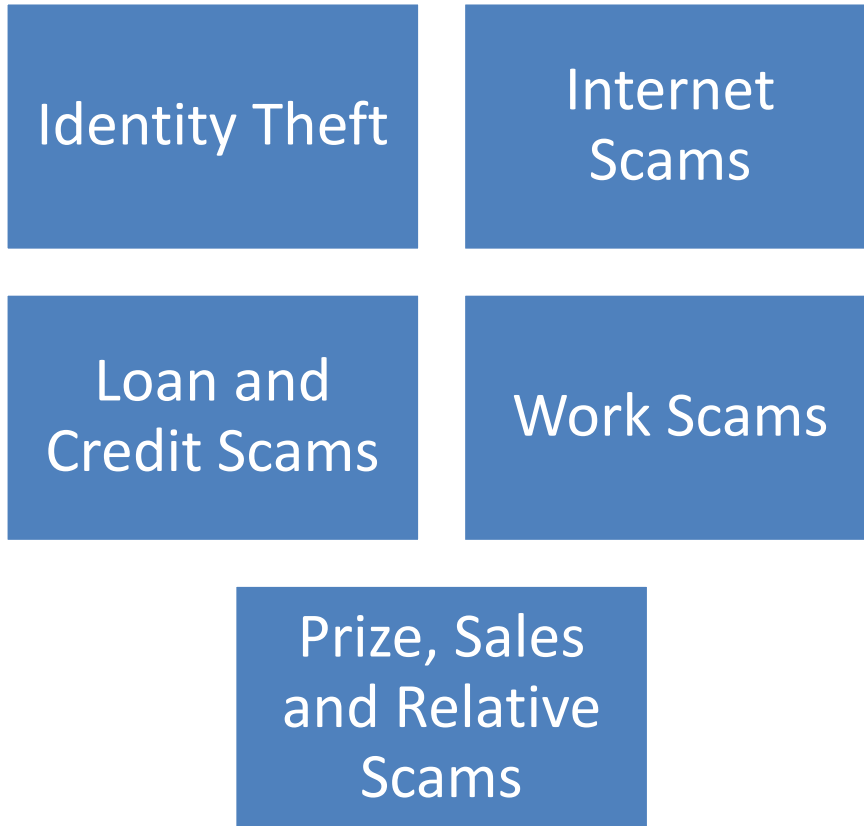 Identity Theft
Internet
Scams
Loan and
Credit Scams
Work Scams
Prize, Sales
and Relative
Scams